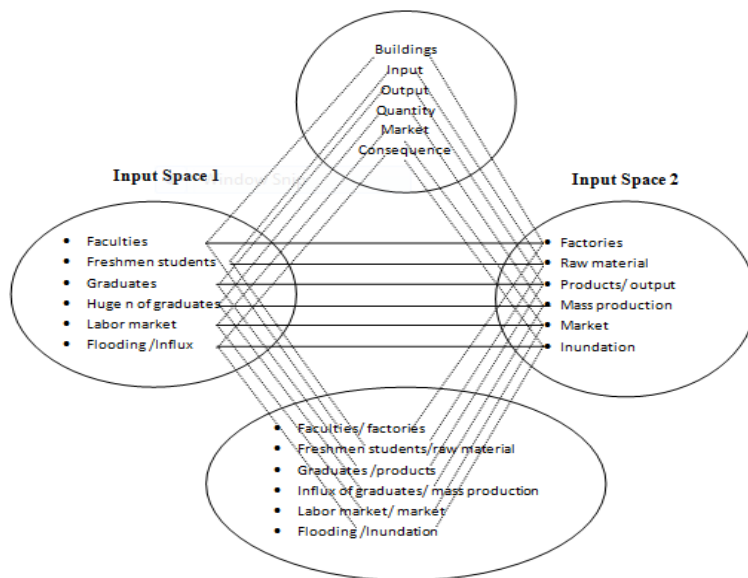 Buildings
Input
Output
Quantity
Market
Consequence
Input Space 1
Input Space 2
• Faculties
• Freshmen students
• Graduates
• Huge n of graduates
• Labor market
• Flooding /Influx
• Factories
• Raw material
• Products/ output
• Mass production
• Market
• Inundation
• Faculties/ factories
• Freshmen students/raw material
• Graduates /products
• Influx of graduates/ mass production
• Labor market/ market
• Flooding /Inundation